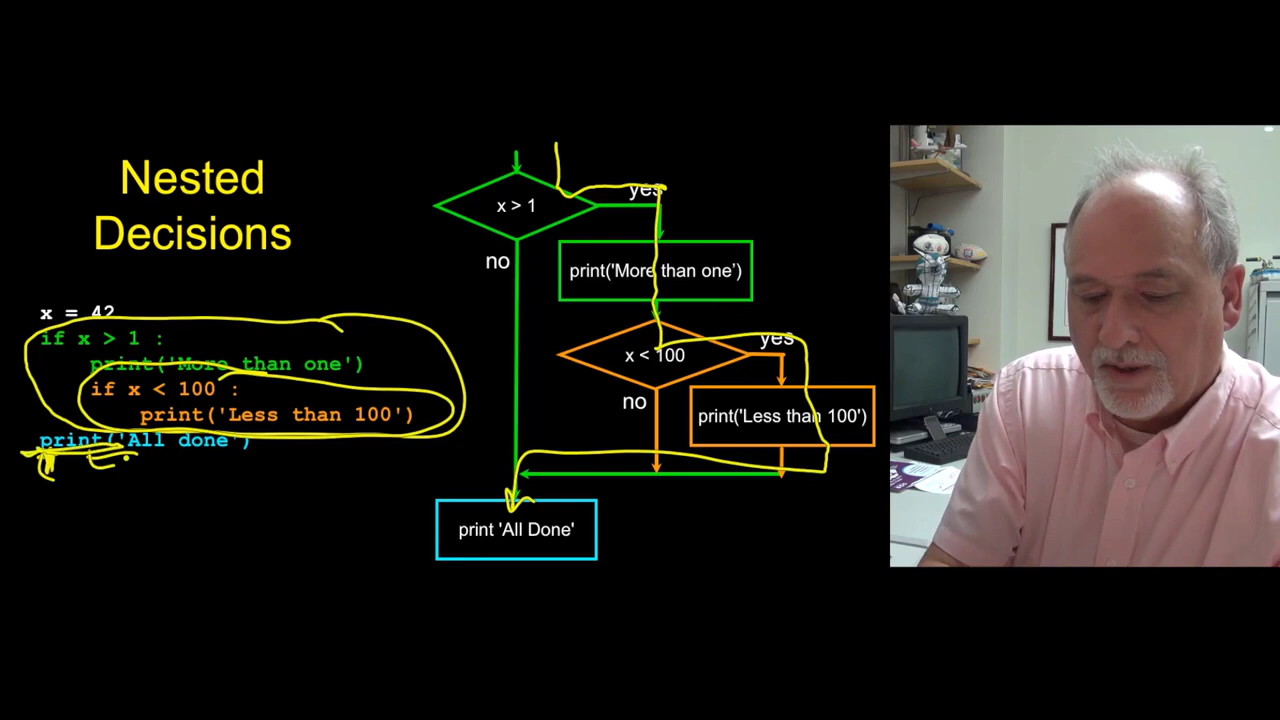 Nested
Decisions
x = 42
if x > 1 :
print('More than one')
if x < 100 :
print('Less than 100')
print('All done')
x > 1
yes
no
print('More than one’)
x < 100
yes
no
print('Less than 100')
print 'All Done'